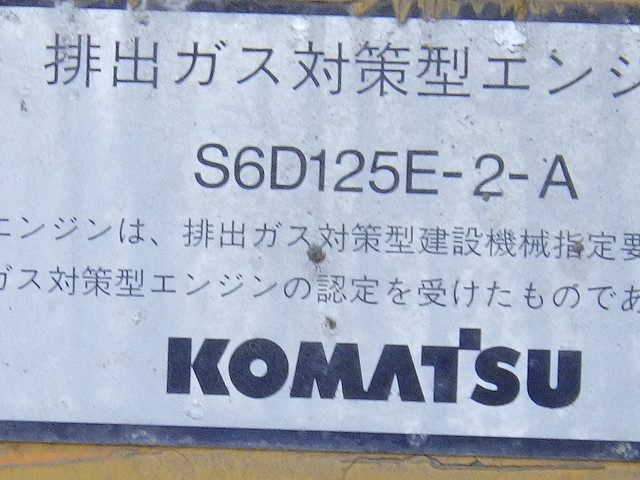 排出ガス対策型エンジ
S6D125E-2-A
エンジンは、排出ガス対策型建設機械指定要
ガス対策型エンジンの認定を受けたものであ
KOMATSU